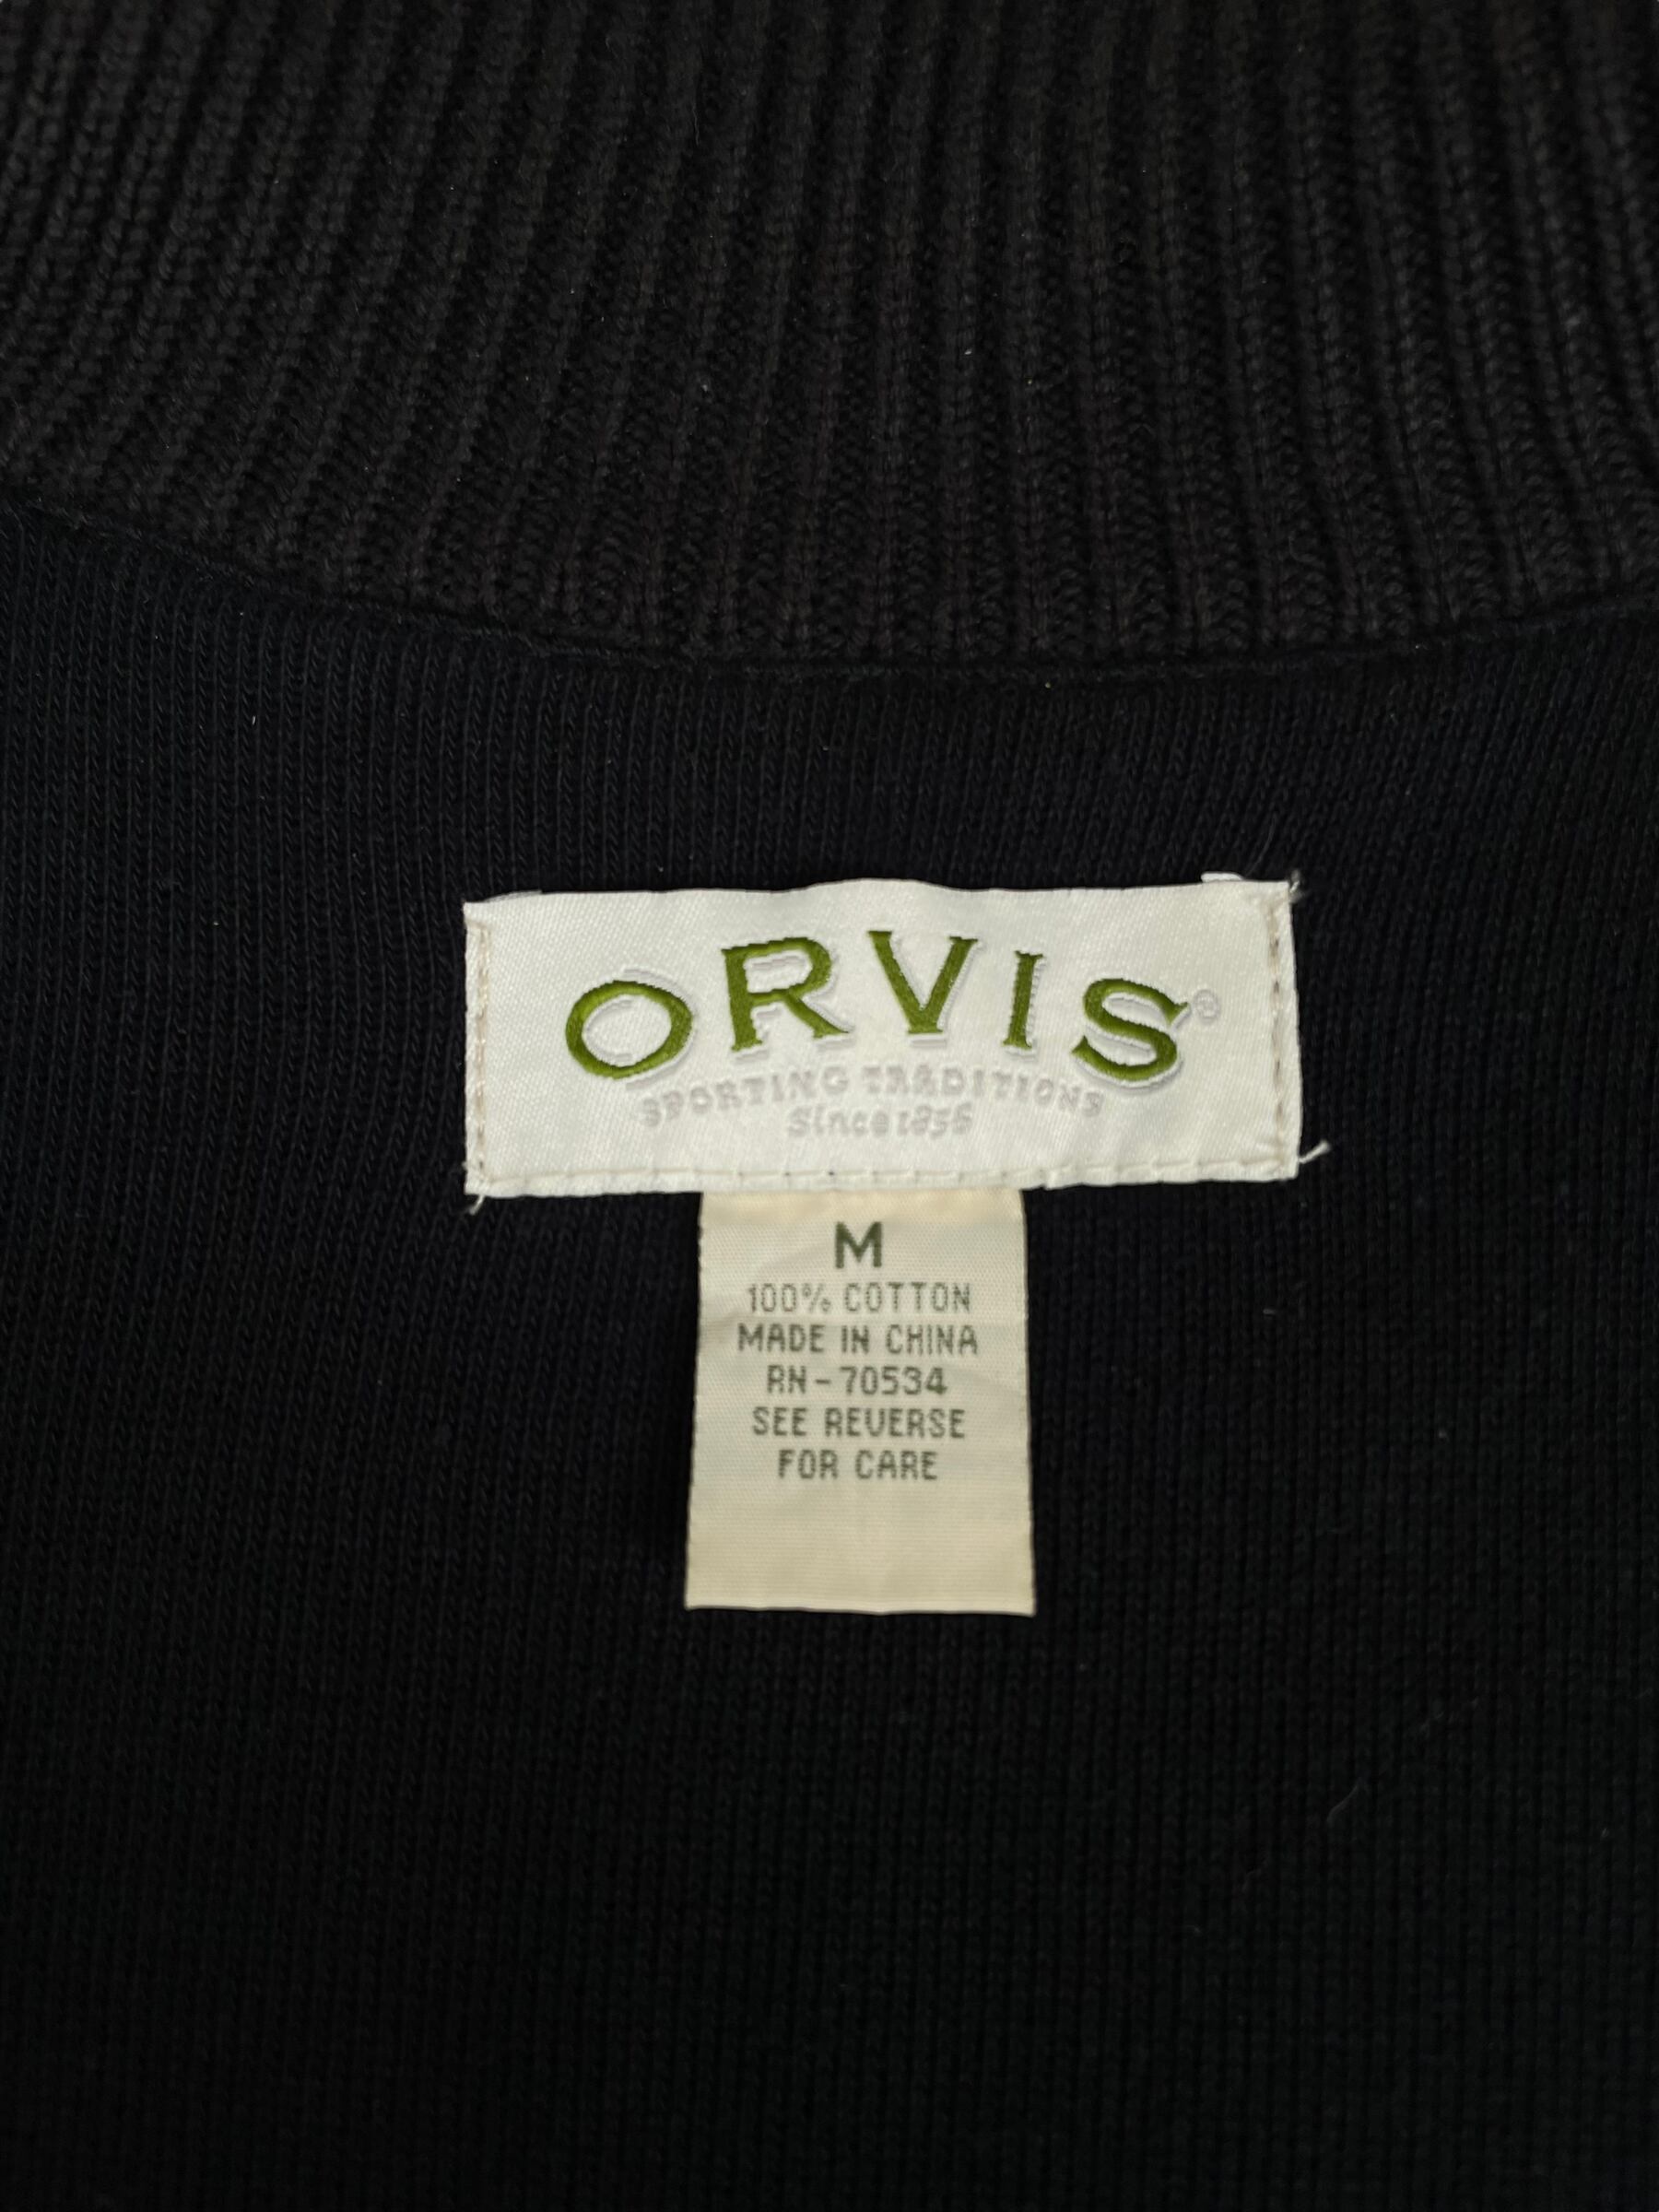 ORVIS®
SPORTING TRADITIONS
Since 1856
M
100% COTTON
MADE IN CHINA
RN-70534
SEE REVERSE
FOR CARE